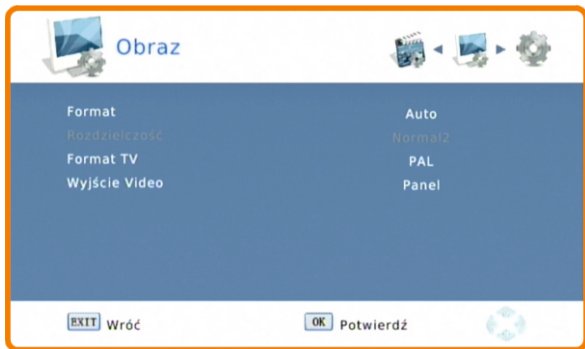 Obraz
Format Auto
Rozdzielczość Normal2
Format TV PAL
Wyjście Video Panel
EXIT Wróć OK Potwierdź